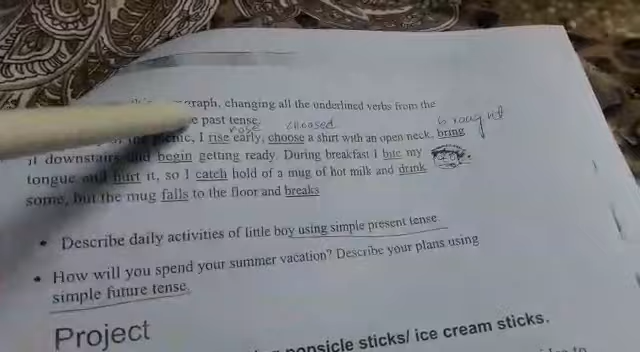 graph, changing all the underlined verbs from the
past tense.
rose choosed brought
I rise early, choose a shirt with an open neck, bring
it downstairs and begin getting ready. During breakfast I bite my
tongue and hurt it, so I catch hold of a mug of hot milk and drink
some, but the mug falls to the floor and breaks
• Describe daily activities of little boy using simple present tense
• How will you spend your summer vacation? Describe your plans using
simple future tense.
Project
popsicle sticks/ ice cream sticks.